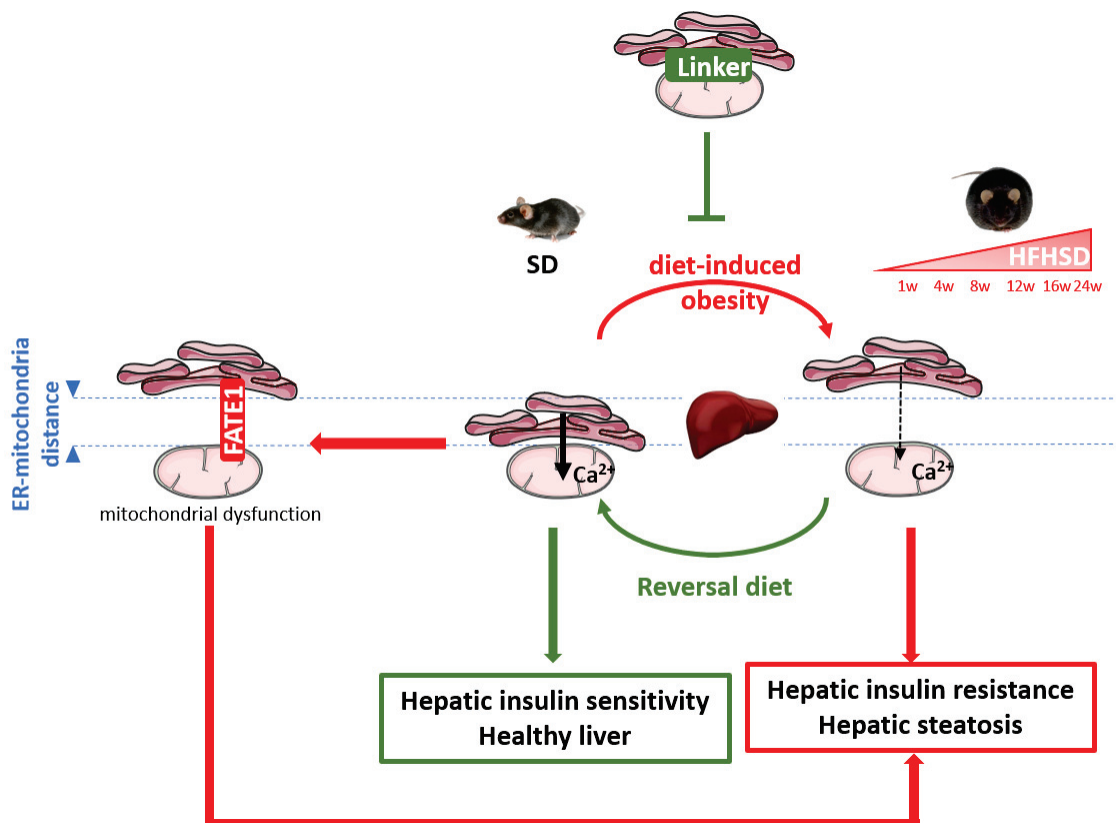 Linker
SD
HFHSD
1w 4w 8w 12w 16w 24w
diet-induced
obesity
ER-mitochondria
distance
FATE1
Ca²⁺
Ca²⁺
mitochondrial dysfunction
Reversal diet
Hepatic insulin sensitivity
Healthy liver
Hepatic insulin resistance
Hepatic steatosis